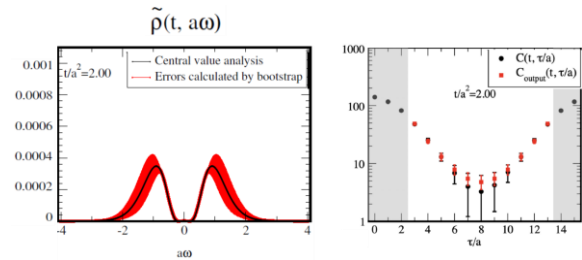 ρ̃(t, aω)
0.001
t/a²=2.00
Central value analysis
Errors calculated by bootstrap
0.0008
0.0006
0.0004
0.0002
0
-4 -2 0 2 4
aω
1000
100
10
1
C(t, τ/a)
C_output(t, τ/a)
t/a²=2.00
0 2 4 6 8 10 12 14
τ/a